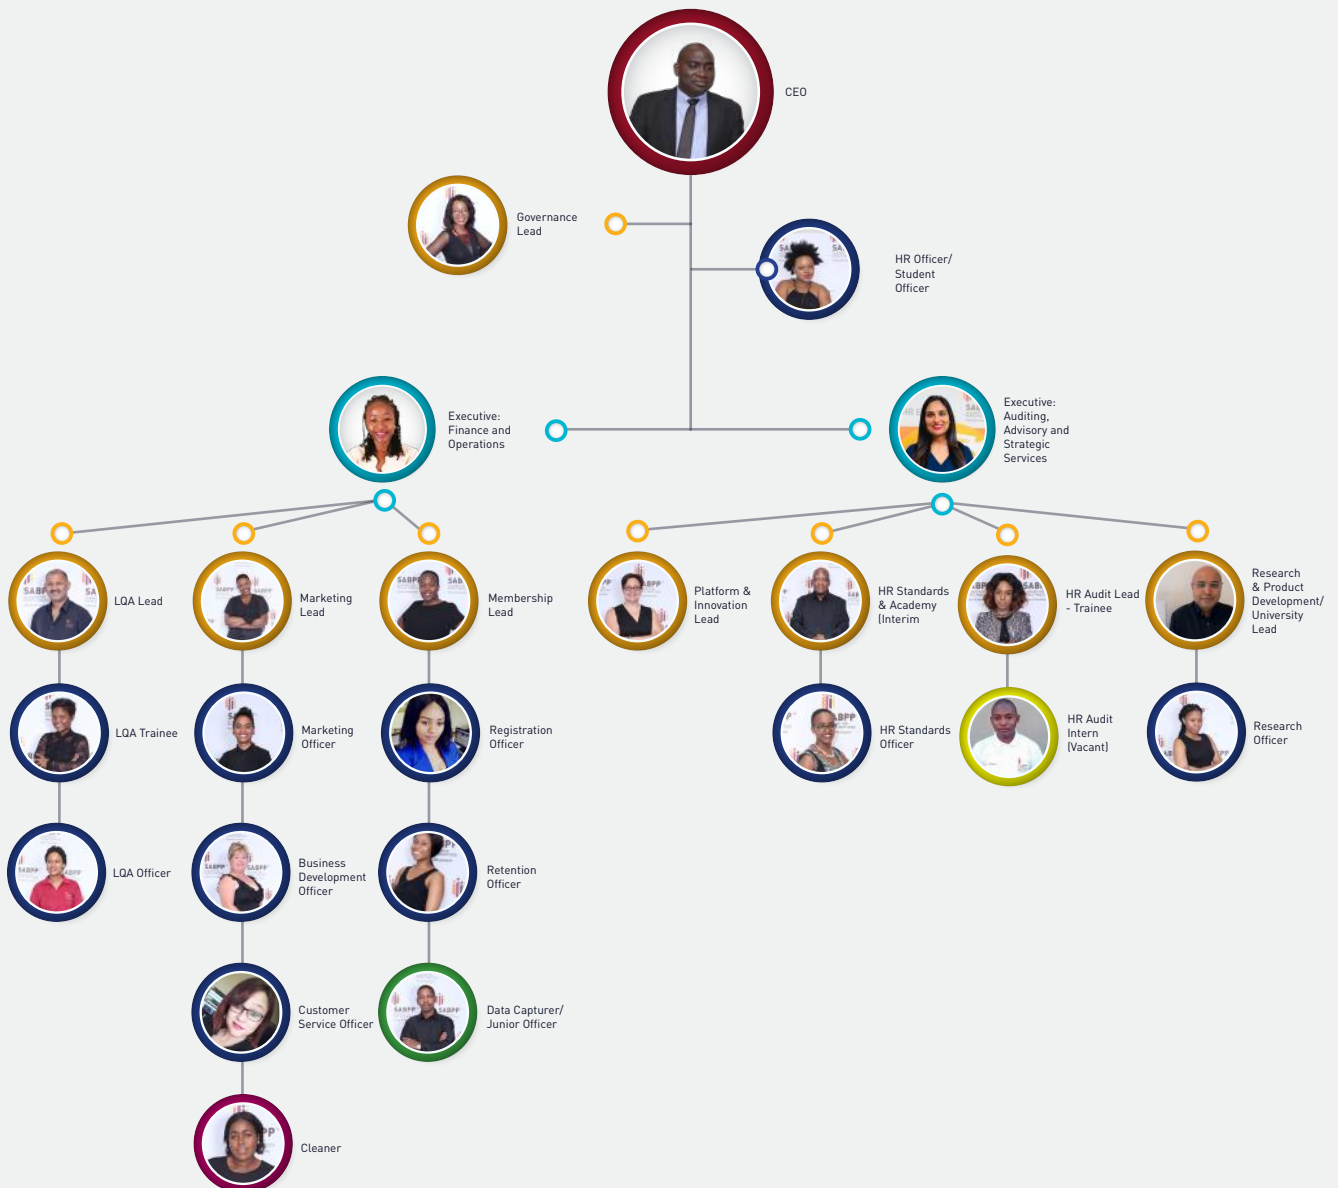 CEO
Governance
Lead
HR Officer/
Student
Officer
Executive:
Finance and
Operations
Executive:
Auditing,
Advisory and
Strategic
Services
LQA Lead
Marketing
Lead
Membership
Lead
Platform &
Innovation
Lead
HR Standards
& Academy
(Interim
HR Audit Lead
- Trainee
Research
& Product
Development/
University
Lead
LQA Trainee
Marketing
Officer
Registration
Officer
HR Standards
Officer
HR Audit
Intern
(Vacant)
Research
Officer
LQA Officer
Business
Development
Officer
Retention
Officer
Customer
Service Officer
Data Capturer/
Junior Officer
Cleaner